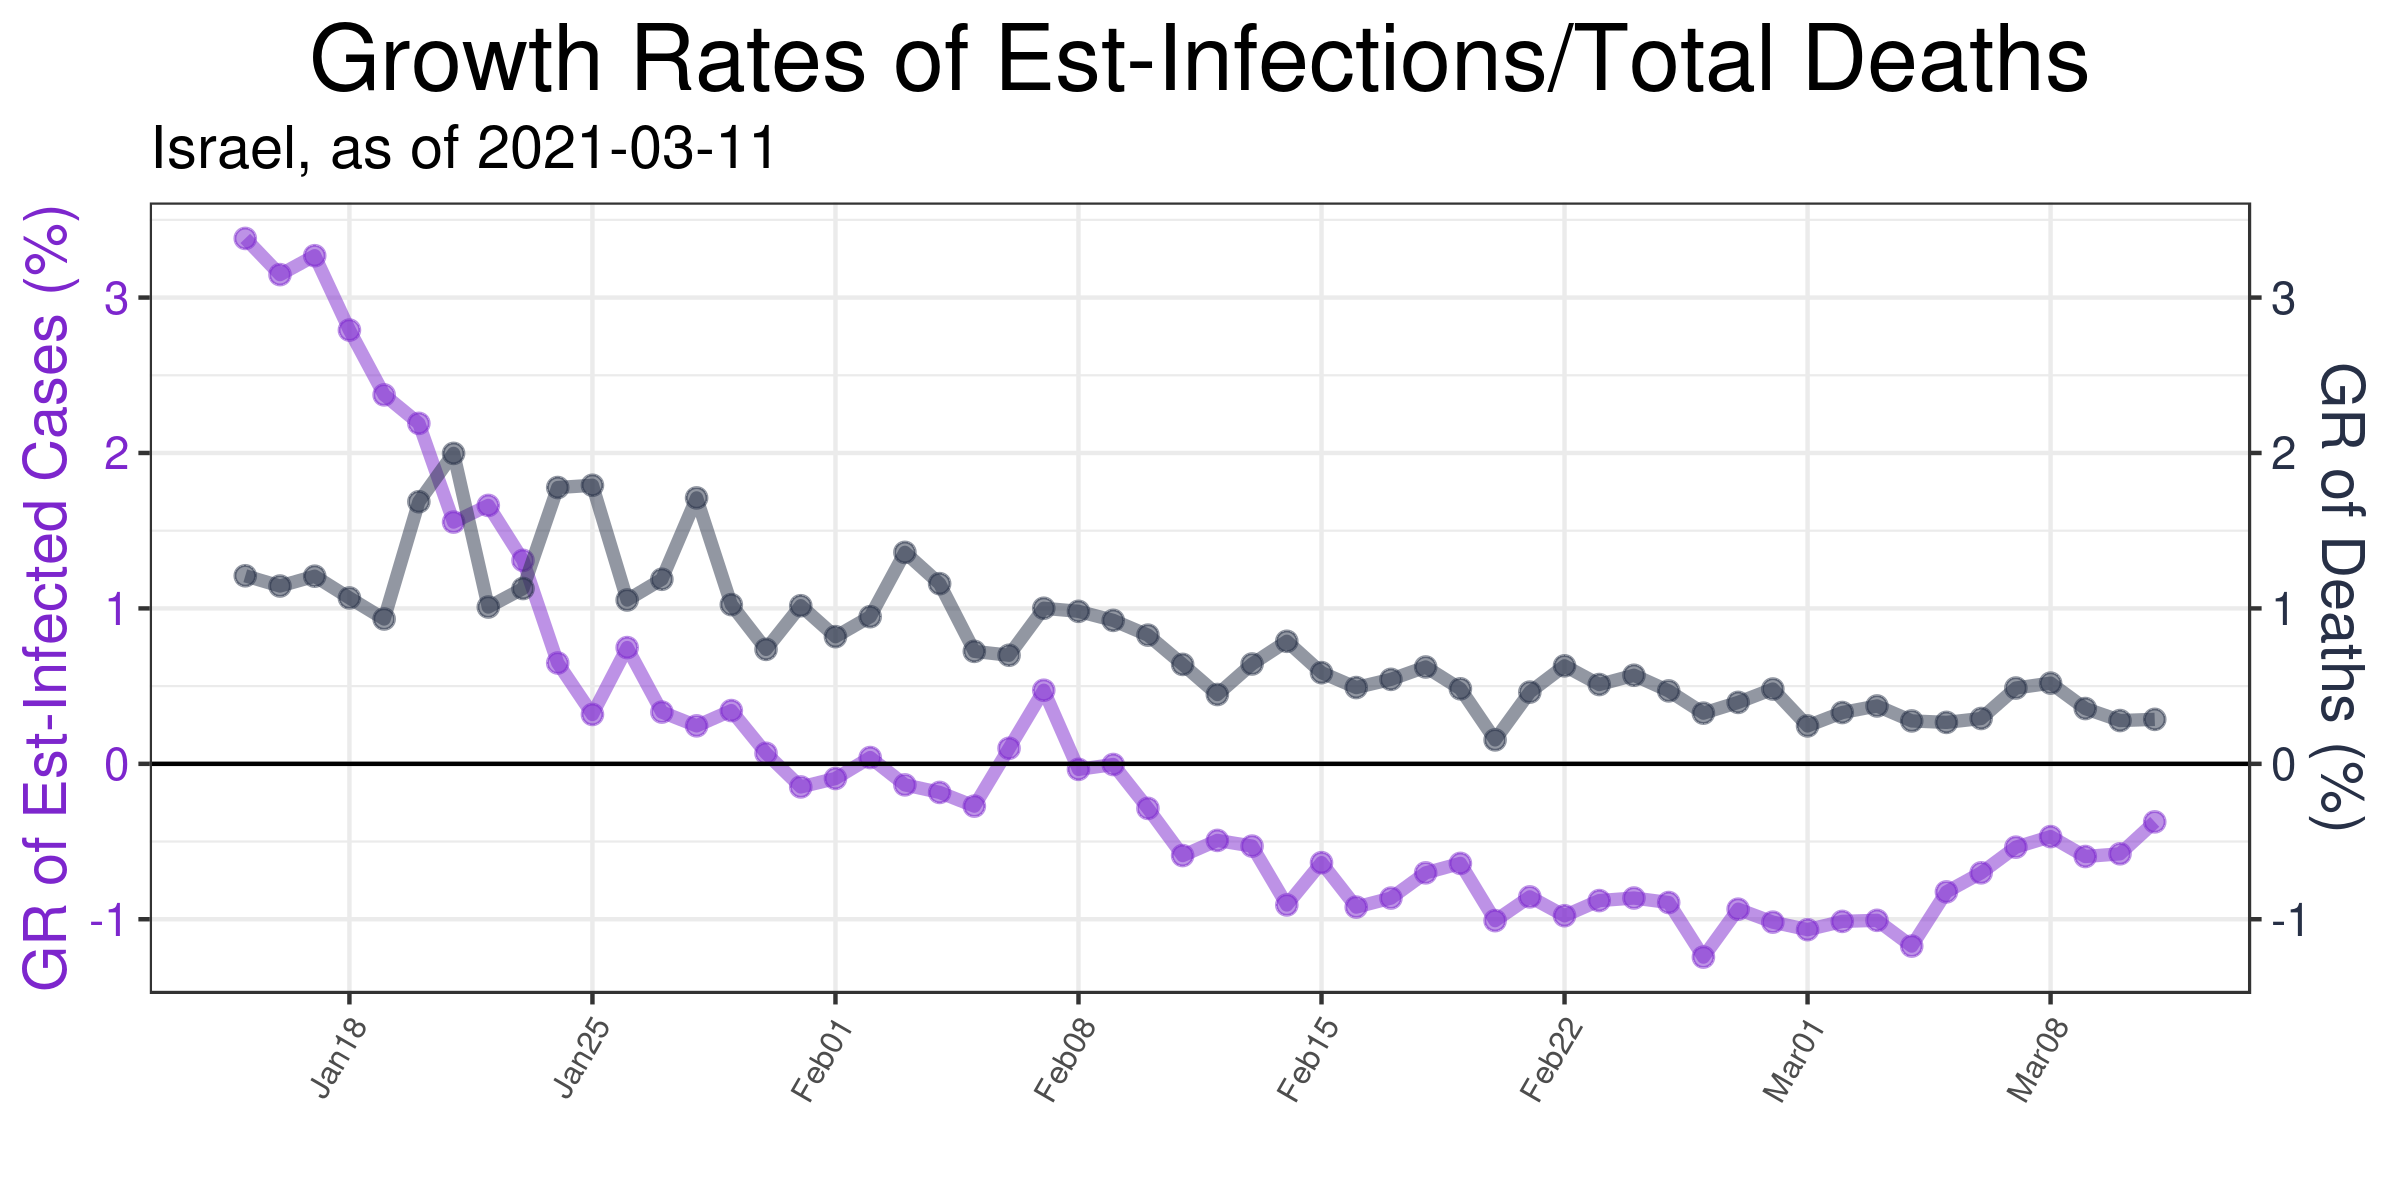 Growth Rates of Est-Infections/Total Deaths
Israel, as of 2021-03-11
GR of Est-Infected Cases (%)
3
2
1
0
-1
3
2
1
0
-1
GR of Deaths (%)
Jan18
Jan25
Feb01
Feb08
Feb15
Feb22
Mar01
Mar08